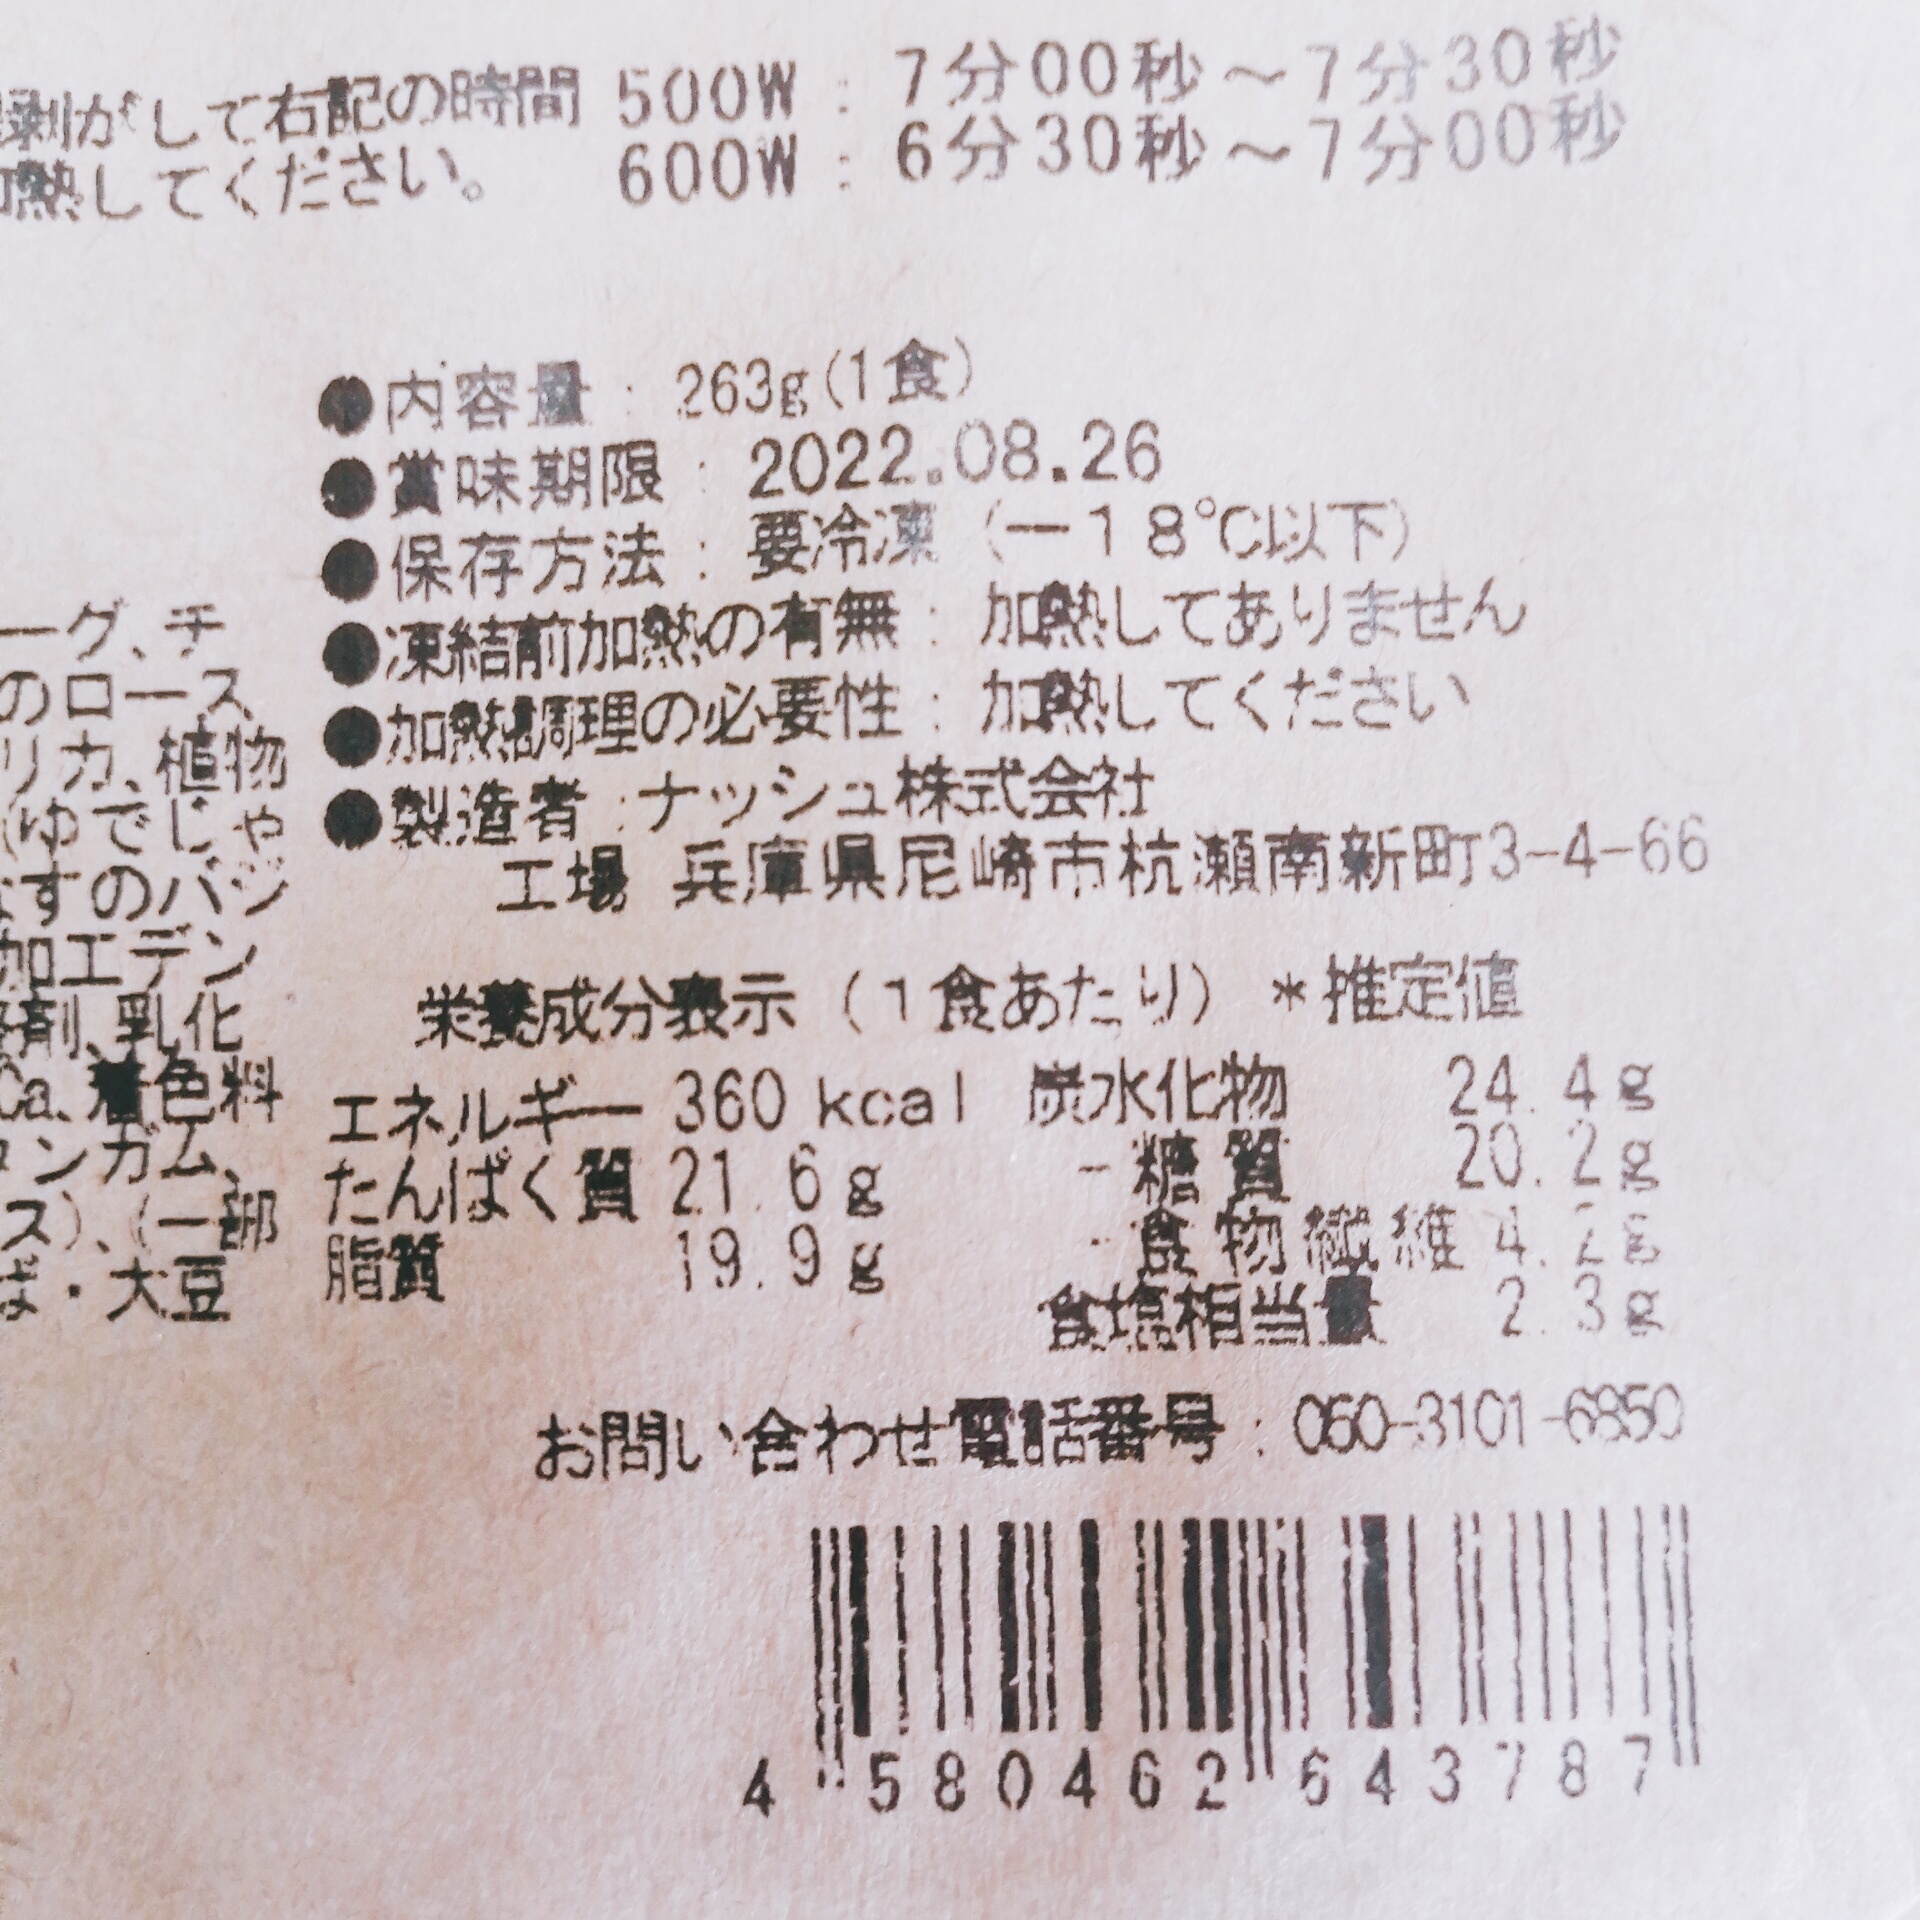 剥がして右記の時間 500W : 7分00秒～7分30秒
加熱してください。 600W : 6分30秒～7分00秒
●内容量 : 263g(1食)
●賞味期限 : 2022.08.26
●保存方法 : 要冷凍 (－18℃以下)
●凍結前加熱の有無 : 加熱してありません
●加熱調理の必要性 : 加熱してください
●製造者 : ナッシュ株式会社
工場 兵庫県尼崎市杭瀬南新町3-4-66
ーグ、チ
のロース
リカ、植物
(ゆでじゃ
なすのバジ
加工デン
剤、乳化
Ca、着色料
タンガム、
ス)、(一部
ば・大豆
栄養成分表示 (1食あたり) *推定値
エネルギー 360 kcal 炭水化物 24.4g
たんぱく質 21.6g -糖質 20.2g
脂質 19.9g -食物繊維 4.2g
食塩相当量 2.3g
お問い合わせ電話番号 : 050-3101-6850
4 580462 643787